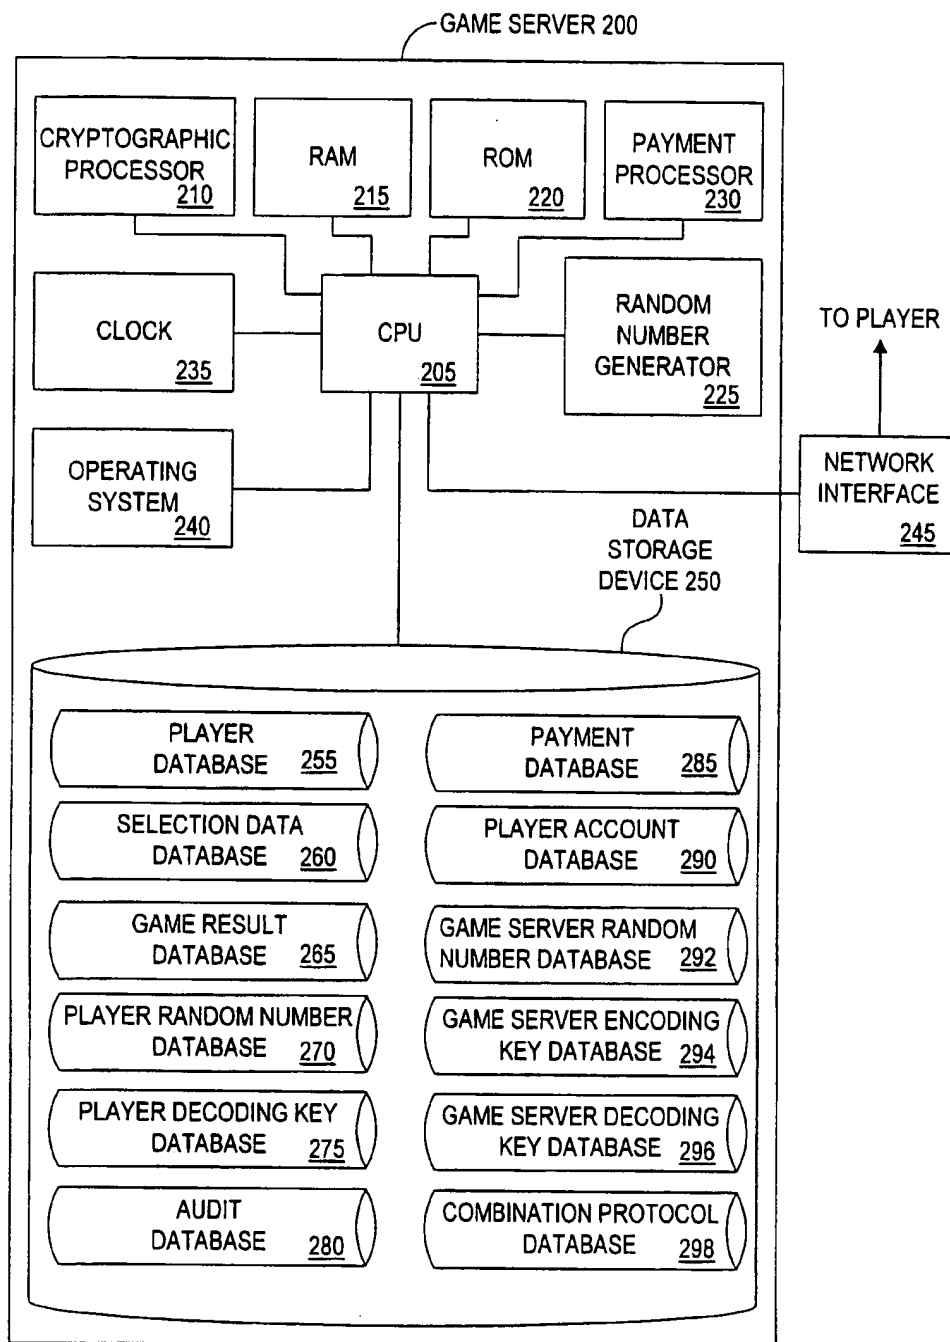 GAME SERVER 200
CRYPTOGRAPHIC
PROCESSOR
210
RAM
215
ROM
220
PAYMENT
PROCESSOR
230
CLOCK
235
CPU
205
RANDOM
NUMBER
GENERATOR
225
TO PLAYER
OPERATING
SYSTEM
240
NETWORK
INTERFACE
245
DATA
STORAGE
DEVICE 250
PLAYER
DATABASE 255
PAYMENT
DATABASE 285
SELECTION DATA
DATABASE 260
PLAYER ACCOUNT
DATABASE 290
GAME RESULT
DATABASE 265
GAME SERVER RANDOM
NUMBER DATABASE 292
PLAYER RANDOM NUMBER
DATABASE 270
GAME SERVER ENCODING
KEY DATABASE 294
PLAYER DECODING KEY
DATABASE 275
GAME SERVER DECODING
KEY DATABASE 296
AUDIT
DATABASE 280
COMBINATION PROTOCOL
DATABASE 298